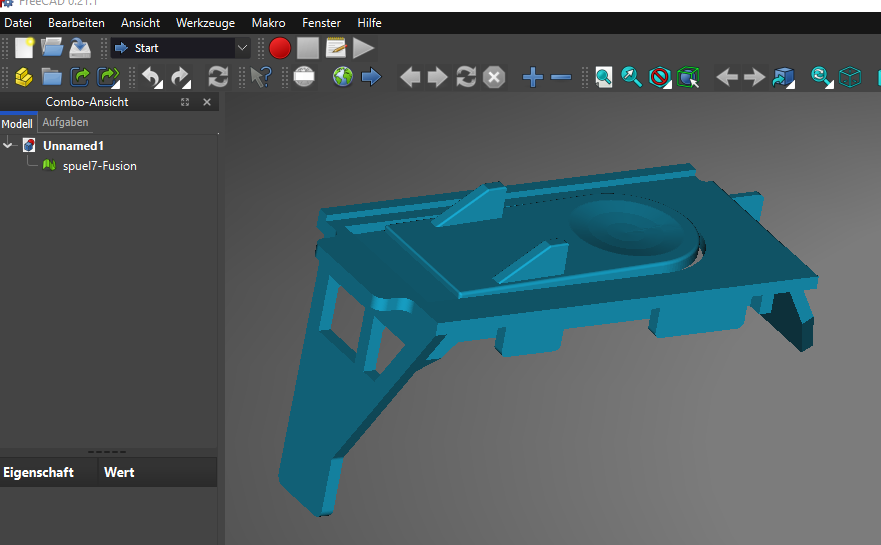 FreeCAD 0.21.1
Datei Bearbeiten Ansicht Werkzeuge Makro Fenster Hilfe
Start
Combo-Ansicht
Modell Aufgaben
Unnamed1
spuel7-Fusion
Eigenschaft Wert